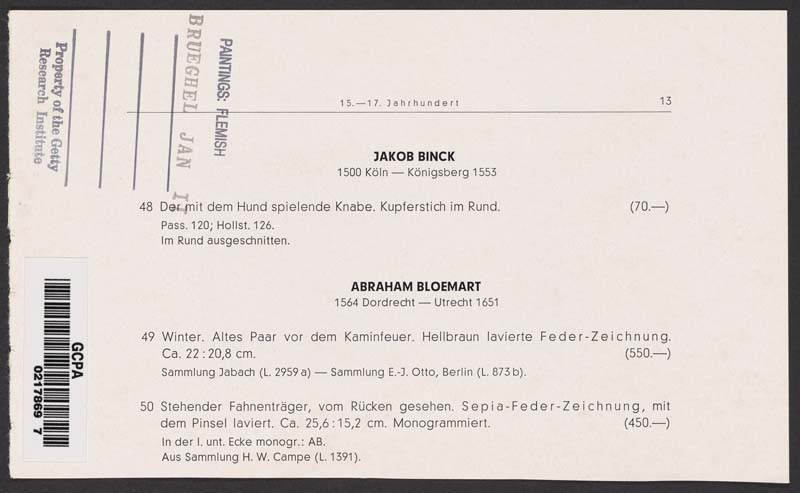 Property of the Getty
Research Institute
BRUEGHEL JAN II
PAINTINGS: FLEMISH
15.—17. Jahrhundert 13
JAKOB BINCK
1500 Köln — Königsberg 1553
48 Der mit dem Hund spielende Knabe. Kupferstich im Rund. (70.—)
Pass. 120; Hollst. 126.
Im Rund ausgeschnitten.
ABRAHAM BLOEMART
1564 Dordrecht — Utrecht 1651
49 Winter. Altes Paar vor dem Kaminfeuer. Hellbraun lavierte Feder-Zeichnung.
Ca. 22 : 20,8 cm. (550.—)
Sammlung Jabach (L. 2959 a) — Sammlung E.-J. Otto, Berlin (L. 873 b).
50 Stehender Fahnenträger, vom Rücken gesehen. Sepia-Feder-Zeichnung, mit
dem Pinsel laviert. Ca. 25,6 : 15,2 cm. Monogrammiert. (450.—)
In der l. unt. Ecke monogr.: AB.
Aus Sammlung H. W. Campe (L. 1391).
GCPA
0217869 7